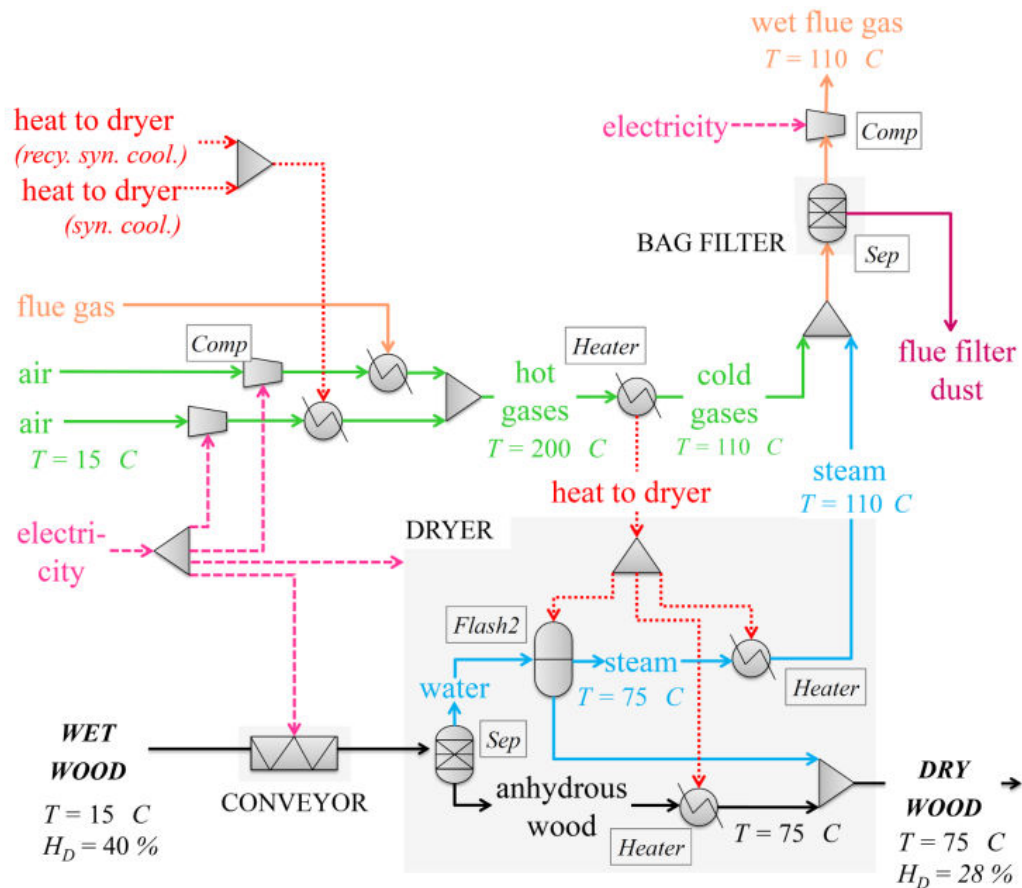 wet flue gas
T = 110 C
heat to dryer
(recy. syn. cool.)
heat to dryer
(syn. cool.)
electricity
Comp
BAG FILTER
Sep
flue gas
Comp
Heater
flue filter
dust
air
hot
gases
cold
gases
air
T = 15 C
T = 200 C
T = 110 C
steam
T = 110 C
heat to dryer
electri-
city
DRYER
Flash2
steam
T = 75 C
water
Heater
WET
WOOD
Sep
CONVEYOR
anhydrous
wood
DRY
WOOD
T = 15 C
H_D = 40 %
Heater
T = 75 C
T = 75 C
H_D = 28 %